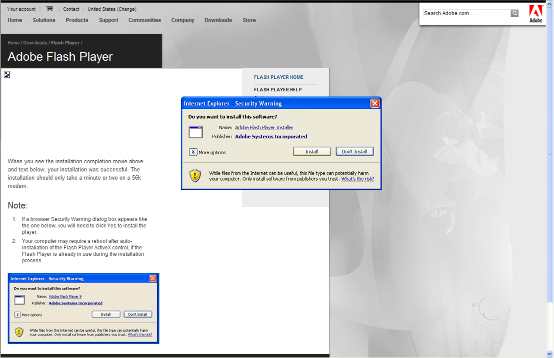 Your account Contact United States (Change)
Home Solutions Products Support Communities Company Downloads Store
Search Adobe.com
Adobe
Home / Downloads / Flash Player /
Adobe Flash Player
FLASH PLAYER HOME
FLASH PLAYER HELP
Internet Explorer - Security Warning
Do you want to install this software?
Name: Adobe Flash Player Installer
Publisher: Adobe Systems Incorporated
More options
Install
Don't Install
While files from the Internet can be useful, this file type can potentially harm
your computer. Only install software from publishers you trust. What's the risk?
When you see the installation completion movie above
and text below, your installation was successful. The
installation should only take a minute or two on a 56k
modem.
Note:
1. If a browser Security Warning dialog box appears like
the one below, you will need to click Yes to install the
player.
2. Your computer may require a reboot after auto-
installation of the Flash Player ActiveX control, if the
Flash Player is already in use during the installation
process.
Internet Explorer - Security Warning
Do you want to install this software?
Name: Adobe Flash Player 9
Publisher: Adobe Systems Incorporated
More options
Install
Don't Install
While files from the Internet can be useful, this file type can potentially harm
your computer. Only install software from publishers you trust. What's the risk?